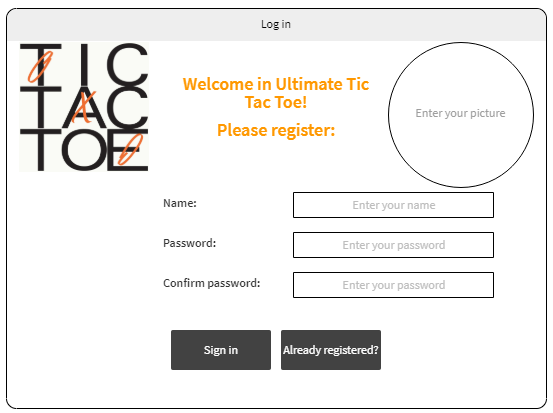 Log in
TIC
TAC
TOE
Welcome in Ultimate Tic
Tac Toe!
Please register:
Enter your picture
Name:
Enter your name
Password:
Enter your password
Confirm password:
Enter your password
Sign in
Already registered?